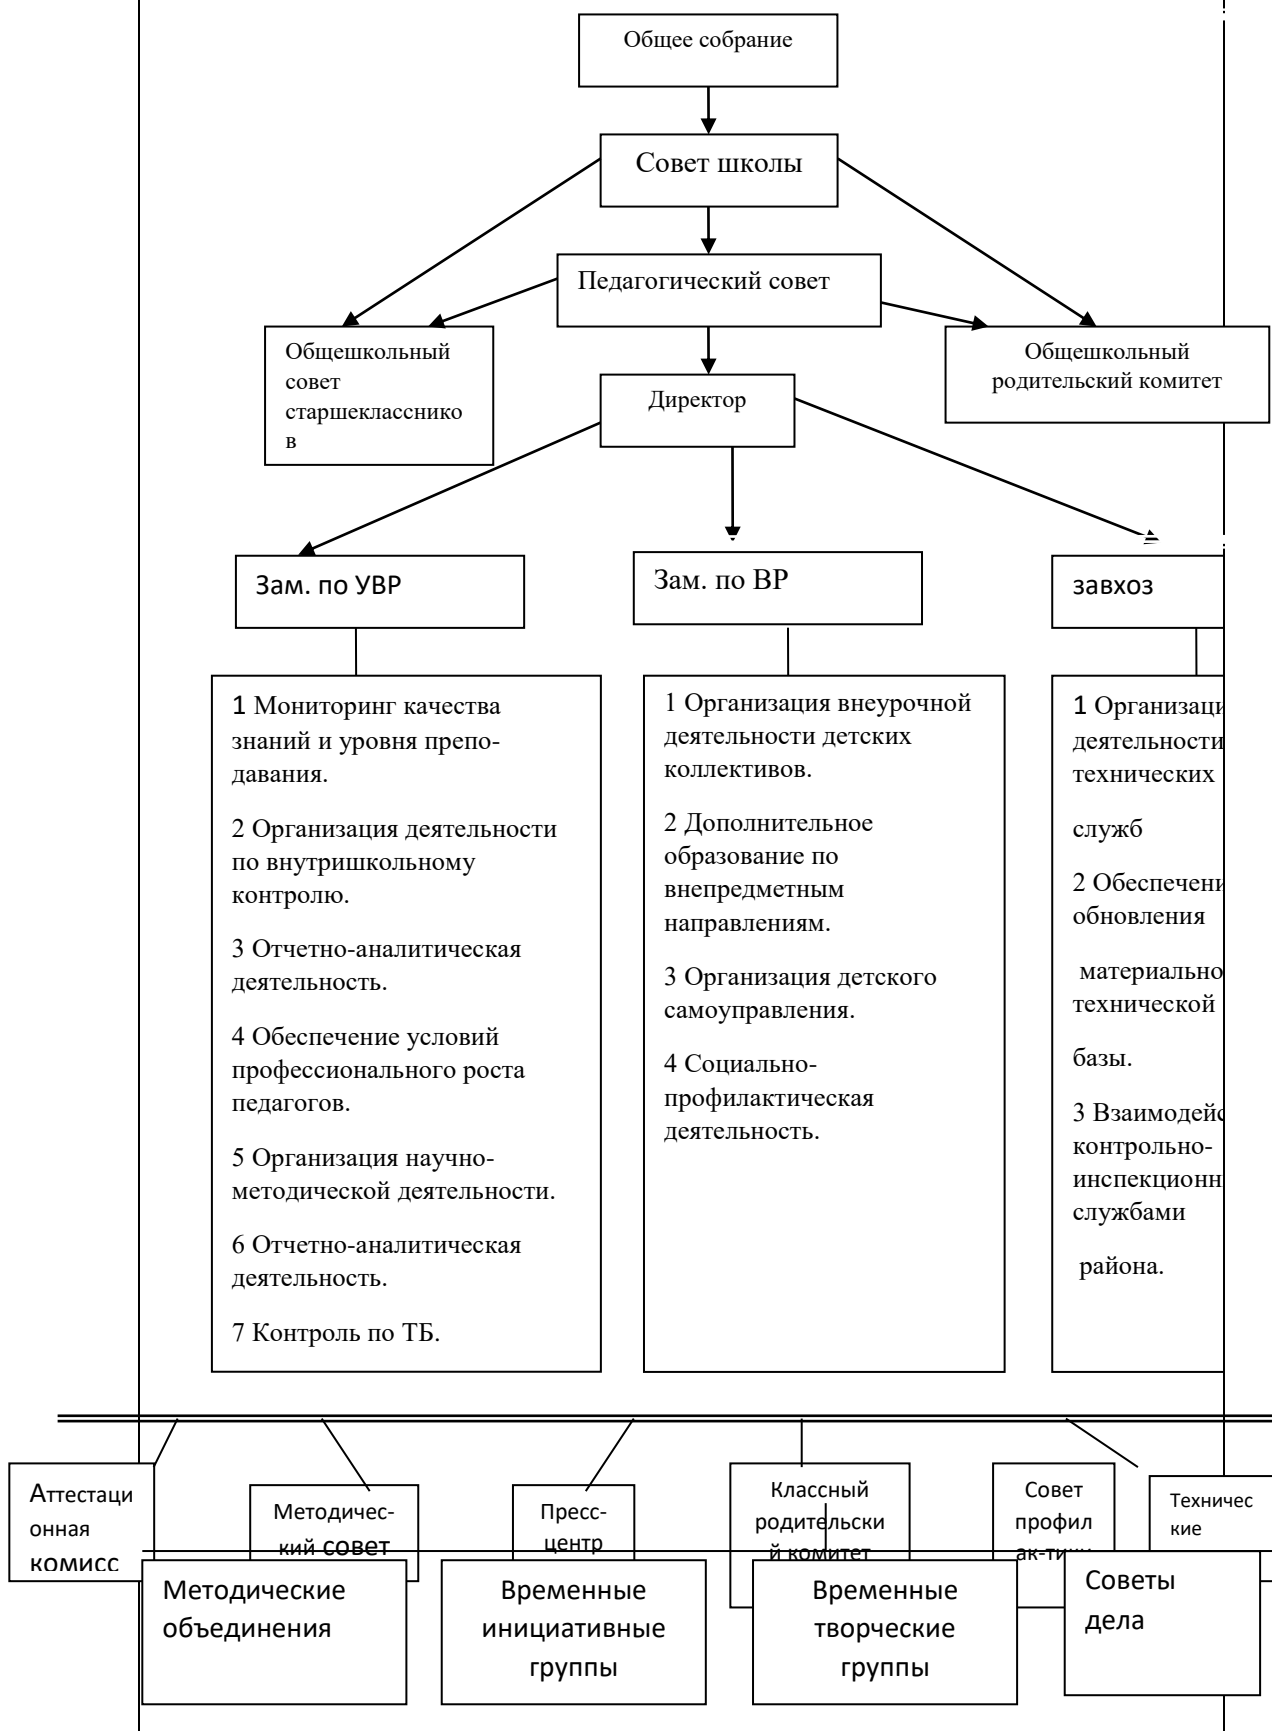 Общее собрание
Совет школы
Педагогический совет
Общешкольный
совет
старшекласснико
в
Общешкольный
родительский комитет
Директор
Зам. по УВР
Зам. по ВР
завхоз
1 Мониторинг качества
знаний и уровня препо-
давания.
2 Организация деятельности
по внутришкольному
контролю.
3 Отчетно-аналитическая
деятельность.
4 Обеспечение условий
профессионального роста
педагогов.
5 Организация научно-
методической деятельности.
6 Отчетно-аналитическая
деятельность.
7 Контроль по ТБ.
1 Организация внеурочной
деятельности детских
коллективов.
2 Дополнительное
образование по
внепредметным
направлениям.
3 Организация детского
самоуправления.
4 Социально-
профилактическая
деятельность.
1 Организаци
деятельности
технических
служб
2 Обеспечени
обновления
материально
технической
базы.
3 Взаимодейс
контрольно-
инспекционн
службами
района.
Аттестаци
онная
комисс
Методичес-
кий совет
Пресс-
центр
Классный
родительски
й комитет
Совет
профил
ак-тики
Техничес
кие
Методические
объединения
Временные
инициативные
группы
Временные
творческие
группы
Советы
дела